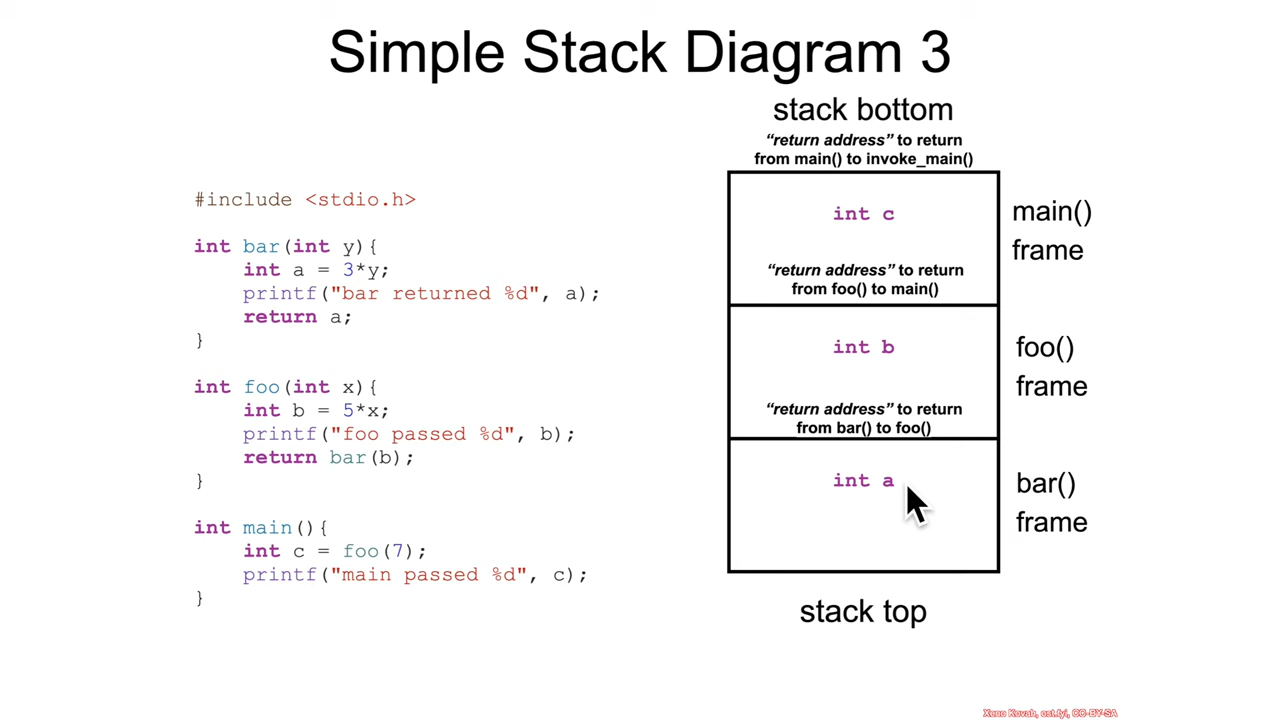 Simple Stack Diagram 3
#include <stdio.h>
int bar(int y){
    int a = 3*y;
    printf("bar returned %d", a);
    return a;
}
int foo(int x){
    int b = 5*x;
    printf("foo passed %d", b);
    return bar(b);
}
int main(){
    int c = foo(7);
    printf("main passed %d", c);
}
stack bottom
“return address” to return
from main() to invoke_main()
int c
main()
frame
“return address” to return
from foo() to main()
int b
foo()
frame
“return address” to return
from bar() to foo()
int a
bar()
frame
stack top
Xeno Kovah, ost.fyi, CC-BY-SA